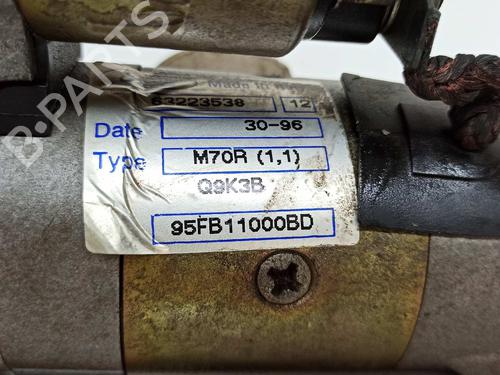 Made in
63223538 12
Date 30-96
Type M70R (1,1)
Q9K3B
95FB11000BD
B-PARTS